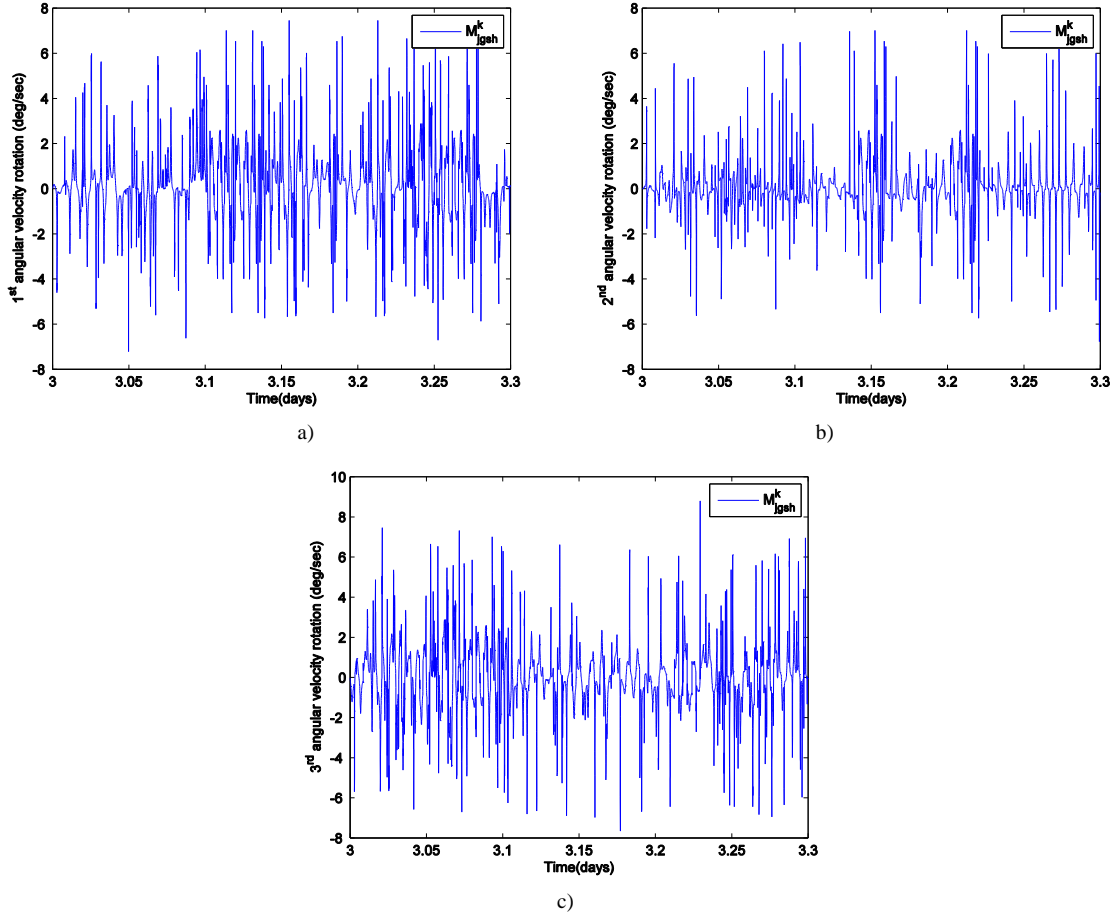 8
6
4
2
0
-2
-4
-6
-8
3 3.05 3.1 3.15 3.2 3.25 3.3
1st angular velocity rotation (deg/sec)
Time(days)
M^k_jgsh
a)
8
6
4
2
0
-2
-4
-6
-8
3 3.05 3.1 3.15 3.2 3.25 3.3
2nd angular velocity rotation (deg/sec)
Time(days)
M^k_jgsh
b)
10
8
6
4
2
0
-2
-4
-6
-8
3 3.05 3.1 3.15 3.2 3.25 3.3
3rd angular velocity rotation (deg/sec)
Time(days)
M^k_jgsh
c)